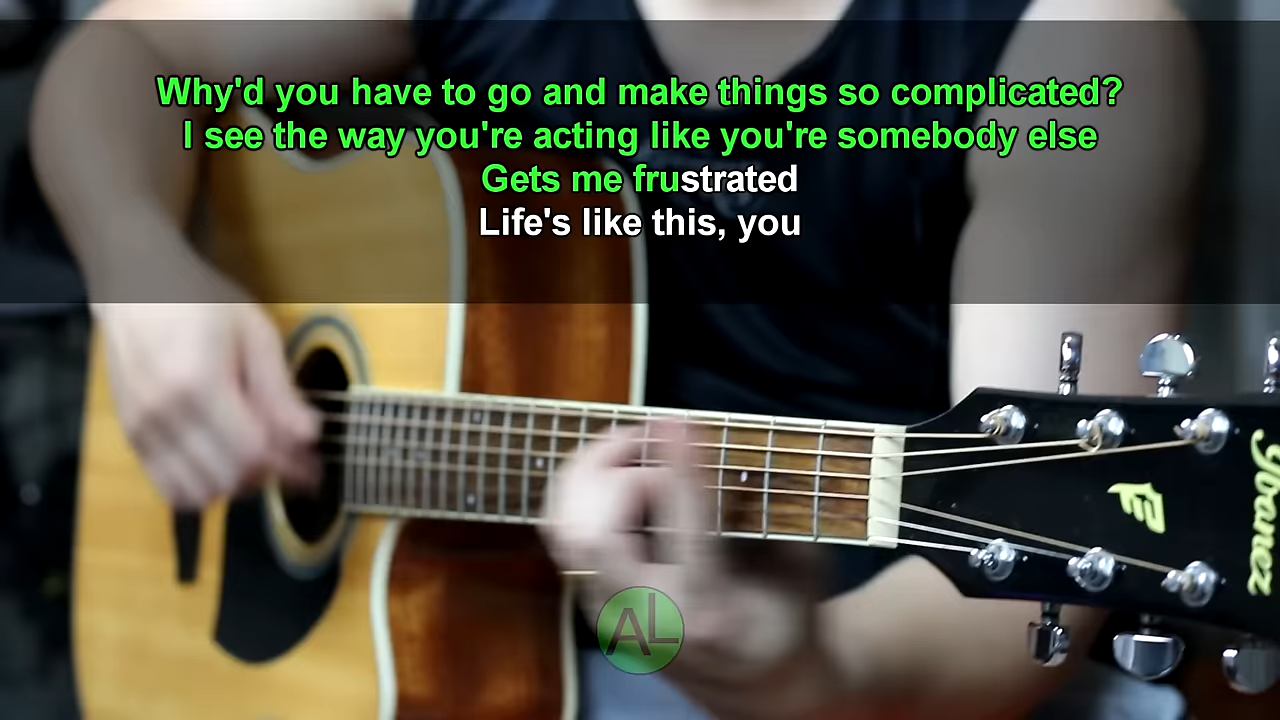 Why'd you have to go and make things so complicated?
I see the way you're acting like you're somebody else
Gets me frustrated
Life's like this, you
Ibanez
AL